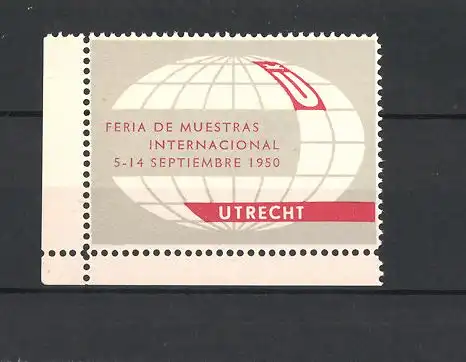 U
FERIA DE MUESTRAS
INTERNACIONAL
5-14 SEPTIEMBRE 1950
UTRECHT